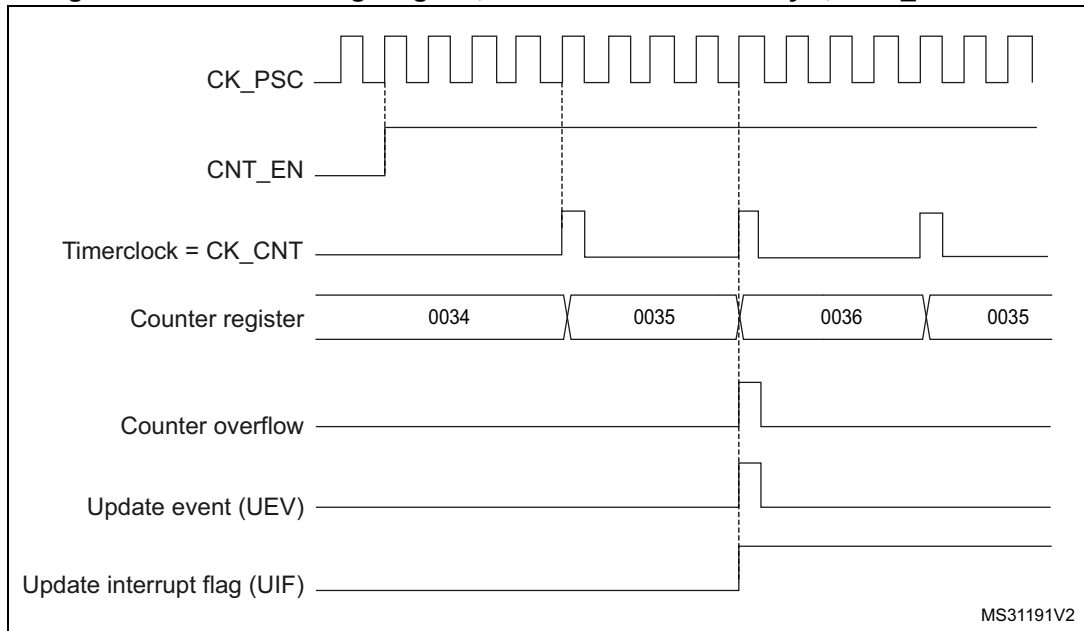 CK_PSC
CNT_EN
Timerclock = CK_CNT
Counter register 0034 0035 0036 0035
Counter overflow
Update event (UEV)
Update interrupt flag (UIF)
MS31191V2